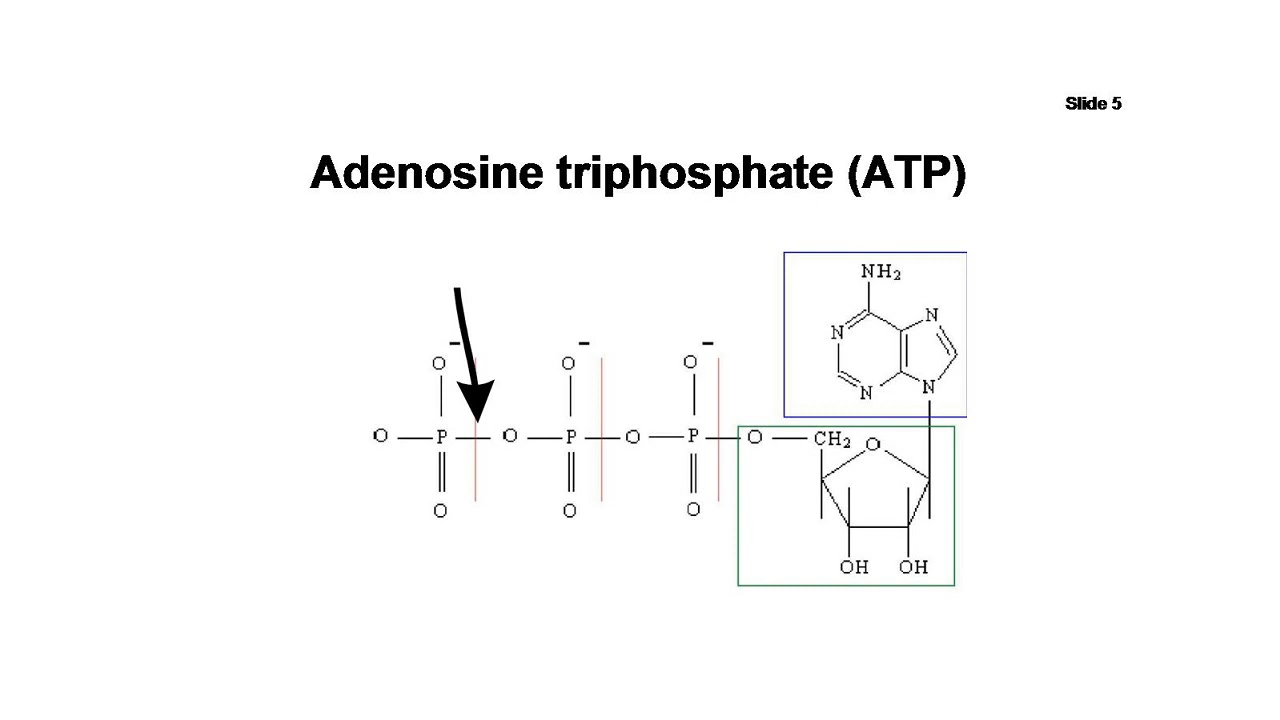 Slide 5
Adenosine triphosphate (ATP)
NH2
N N
N N
O - O - O -
O P O P O P O CH2 O
O O O
OH OH